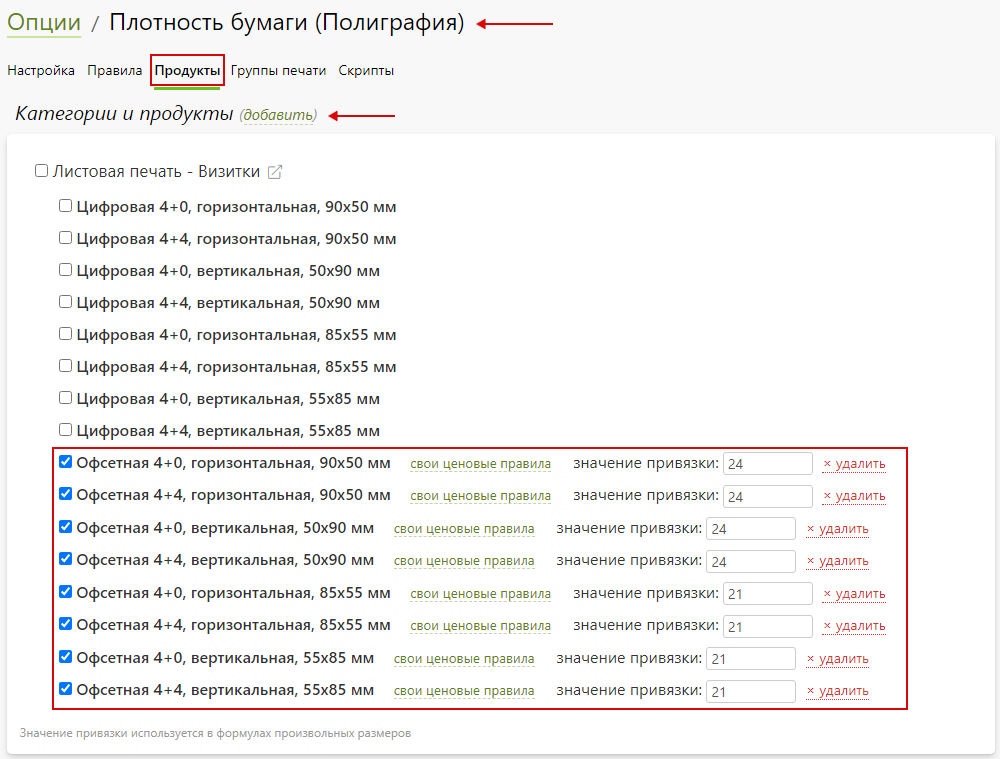 Опции / Плотность бумаги (Полиграфия)
Настройка Правила Продукты Группы печати Скрипты
Категории и продукты (добавить)
Листовая печать - Визитки
Цифровая 4+0, горизонтальная, 90x50 мм
Цифровая 4+4, горизонтальная, 90x50 мм
Цифровая 4+0, вертикальная, 50x90 мм
Цифровая 4+4, вертикальная, 50x90 мм
Цифровая 4+0, горизонтальная, 85x55 мм
Цифровая 4+4, горизонтальная, 85x55 мм
Цифровая 4+0, вертикальная, 55x85 мм
Цифровая 4+4, вертикальная, 55x85 мм
Офсетная 4+0, горизонтальная, 90x50 мм свои ценовые правила значение привязки: 24 × удалить
Офсетная 4+4, горизонтальная, 90x50 мм свои ценовые правила значение привязки: 24 × удалить
Офсетная 4+0, вертикальная, 50x90 мм свои ценовые правила значение привязки: 24 × удалить
Офсетная 4+4, вертикальная, 50x90 мм свои ценовые правила значение привязки: 24 × удалить
Офсетная 4+0, горизонтальная, 85x55 мм свои ценовые правила значение привязки: 21 × удалить
Офсетная 4+4, горизонтальная, 85x55 мм свои ценовые правила значение привязки: 21 × удалить
Офсетная 4+0, вертикальная, 55x85 мм свои ценовые правила значение привязки: 21 × удалить
Офсетная 4+4, вертикальная, 55x85 мм свои ценовые правила значение привязки: 21 × удалить
Значение привязки используется в формулах произвольных размеров